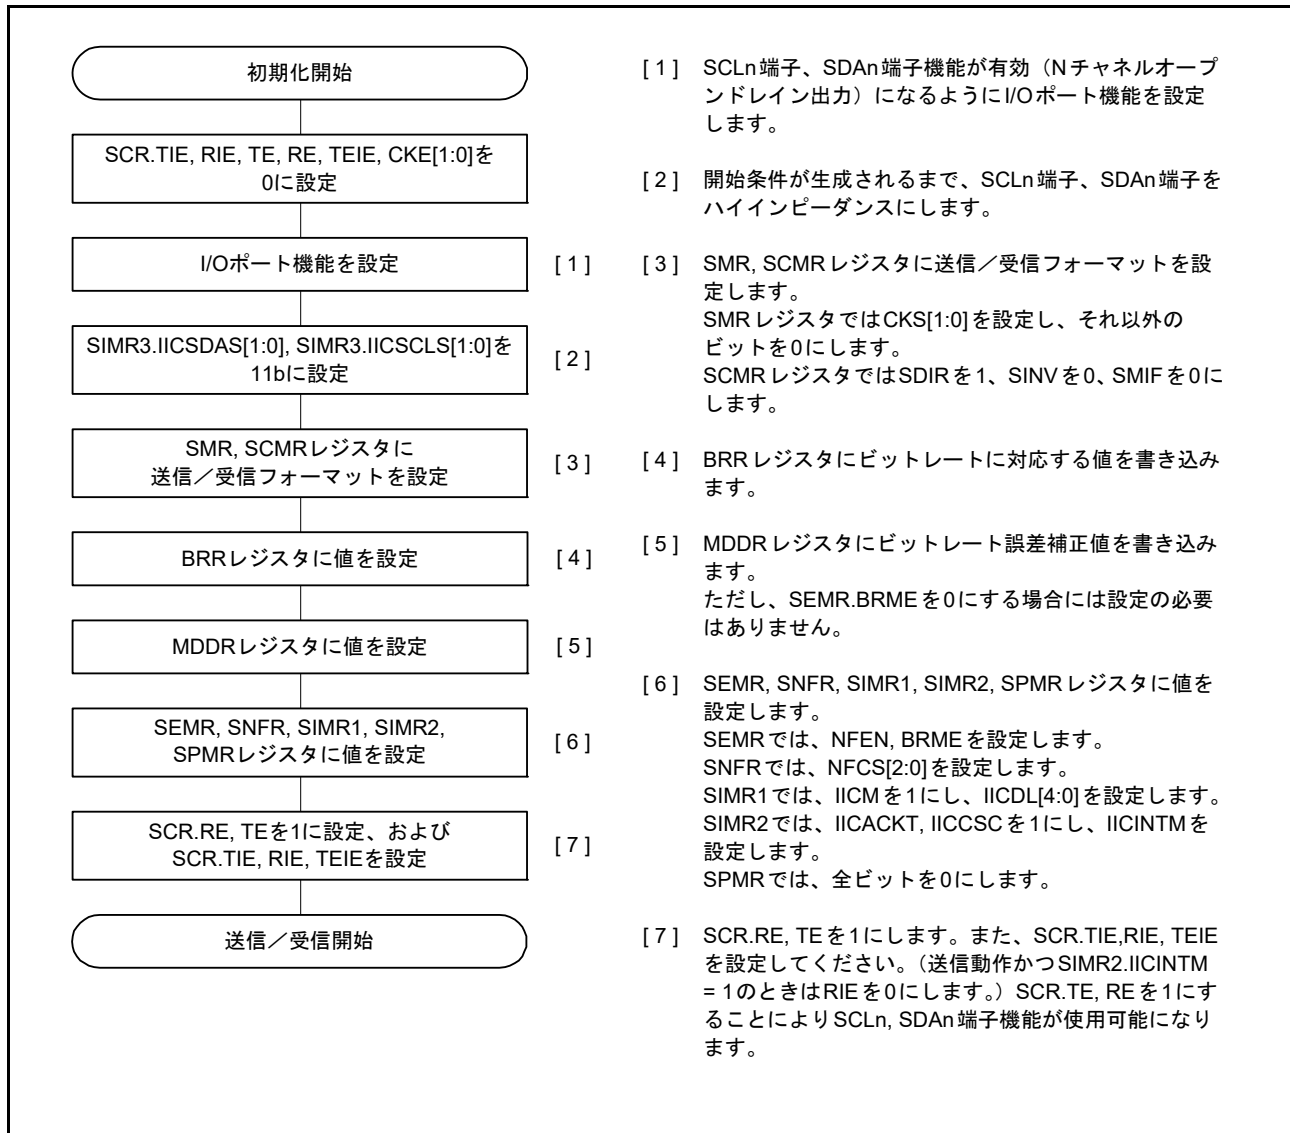 初期化開始
SCR.TIE, RIE, TE, RE, TEIE, CKE[1:0]を
0に設定
I/Oポート機能を設定
[ 1 ]
SIMR3.IICSDAS[1:0], SIMR3.IICSCLS[1:0]を
11bに設定
[ 2 ]
SMR, SCMRレジスタに
送信／受信フォーマットを設定
[ 3 ]
BRRレジスタに値を設定
[ 4 ]
MDDRレジスタに値を設定
[ 5 ]
SEMR, SNFR, SIMR1, SIMR2,
SPMRレジスタに値を設定
[ 6 ]
SCR.RE, TEを1に設定、および
SCR.TIE, RIE, TEIEを設定
[ 7 ]
送信／受信開始
[ 1 ] SCLn端子、SDAn端子機能が有効（Nチャネルオープ
ンドレイン出力）になるようにI/Oポート機能を設定
します。
[ 2 ] 開始条件が生成されるまで、SCLn端子、SDAn端子を
ハイインピーダンスにします。
[ 3 ] SMR, SCMRレジスタに送信／受信フォーマットを設
定します。
SMRレジスタではCKS[1:0]を設定し、それ以外の
ビットを0にします。
SCMRレジスタではSDIRを1、SINVを0、SMIFを0に
します。
[ 4 ] BRRレジスタにビットレートに対応する値を書き込み
ます。
[ 5 ] MDDRレジスタにビットレート誤差補正値を書き込み
ます。
ただし、SEMR.BRMEを0にする場合には設定の必要
はありません。
[ 6 ] SEMR, SNFR, SIMR1, SIMR2, SPMRレジスタに値を
設定します。
SEMRでは、NFEN, BRMEを設定します。
SNFRでは、NFCS[2:0]を設定します。
SIMR1では、IICMを1にし、IICDL[4:0]を設定します。
SIMR2では、IICACKT, IICCSCを1にし、IICINTMを
設定します。
SPMRでは、全ビットを0にします。
[ 7 ] SCR.RE, TEを1にします。また、SCR.TIE,RIE, TEIE
を設定してください。（送信動作かつSIMR2.IICINTM
= 1のときはRIEを0にします。）SCR.TE, REを1にす
ることによりSCLn, SDAn端子機能が使用可能になり
ます。